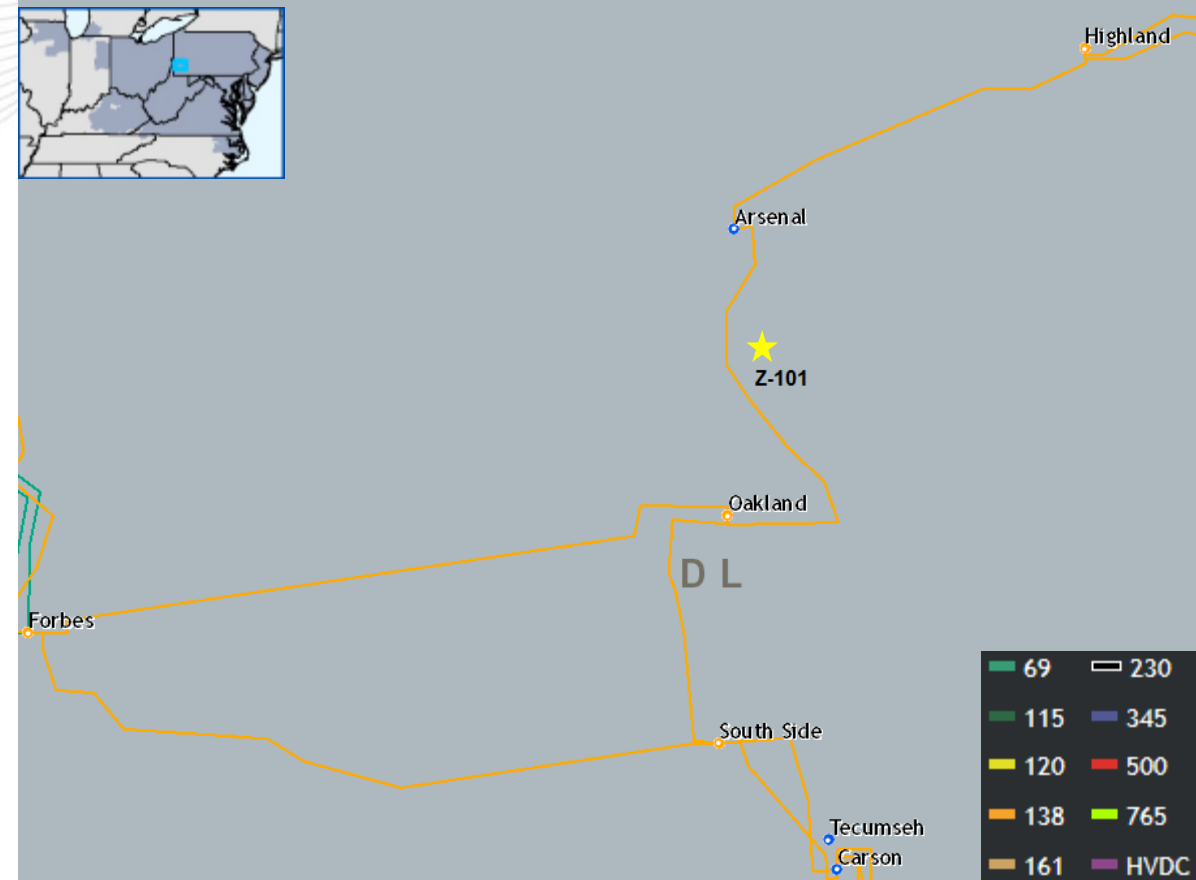 Highland
Arsenal
Z-101
Oakland
D L
Forbes
South Side
Tecumseh
Carson
69 230
115 345
120 500
138 765
161 HVDC